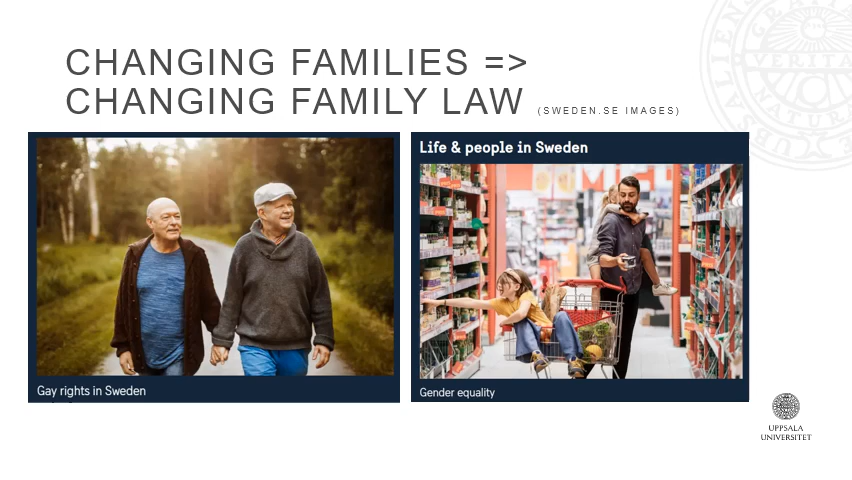 CHANGING FAMILIES =>
CHANGING FAMILY LAW (SWEDEN.SE IMAGES)
Life & people in Sweden
Gay rights in Sweden
Gender equality
UPPSALA
UNIVERSITET